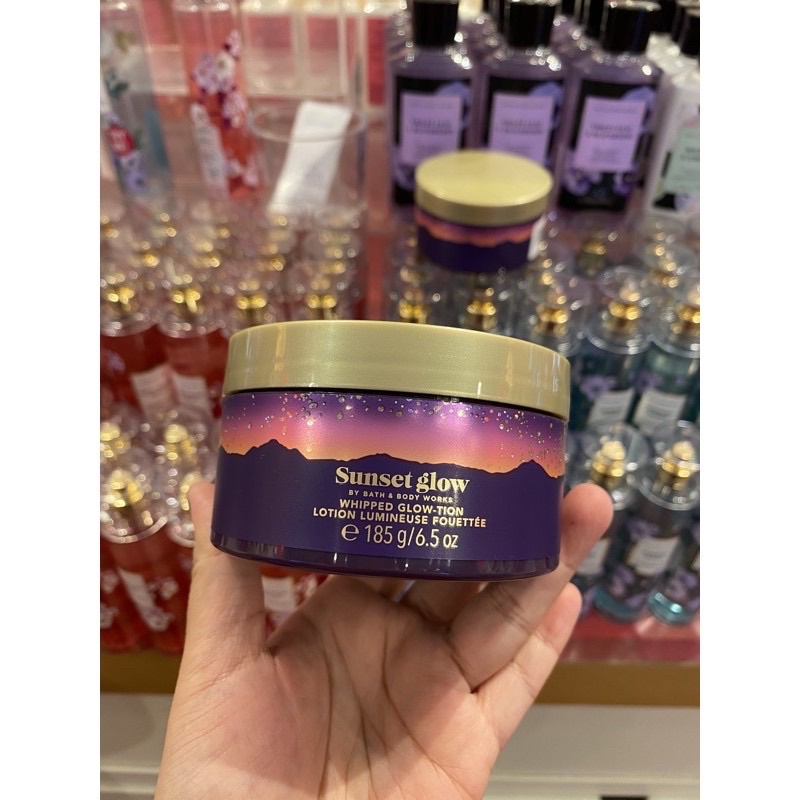 Sunset glow
BY BATH & BODY WORKS
WHIPPED GLOW-TION
LOTION LUMINEUSE FOUETTÉE
℮ 185 g/6.5 oz